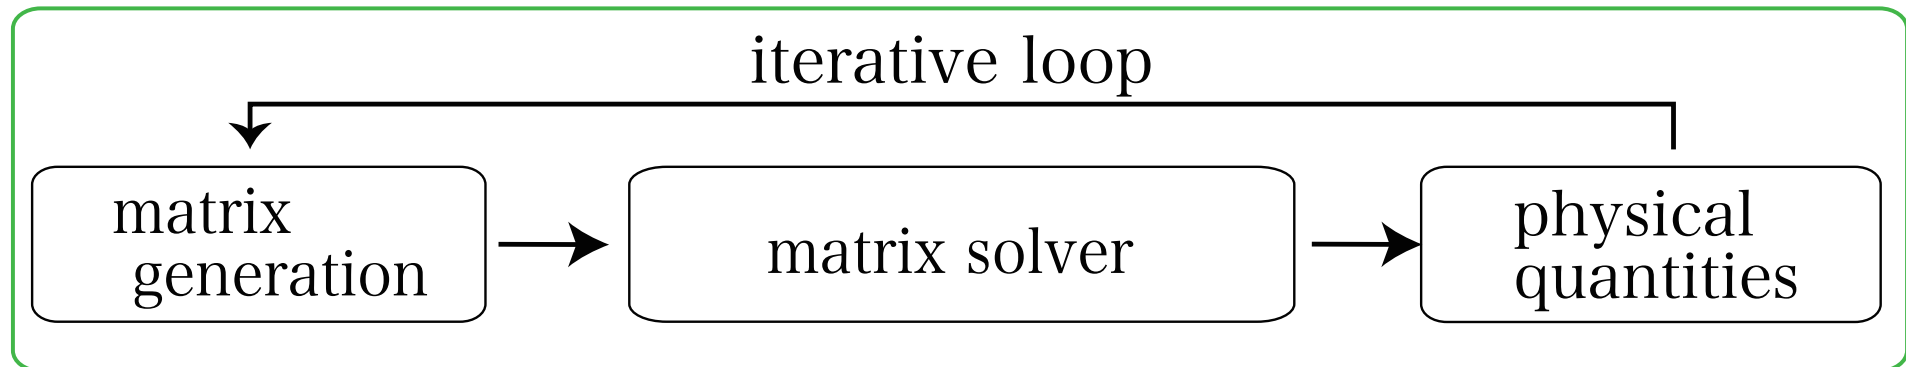 iterative loop
matrix
generation
matrix solver
physical
quantities